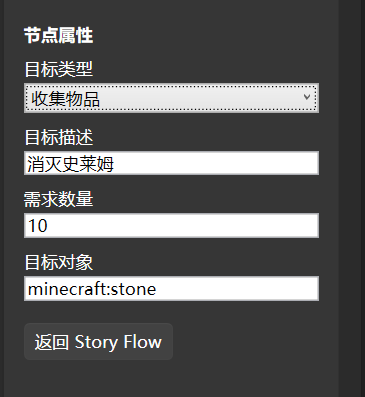 节点属性
目标类型
收集物品
目标描述
消灭史莱姆
需求数量
10
目标对象
minecraft:stone
返回 Story Flow